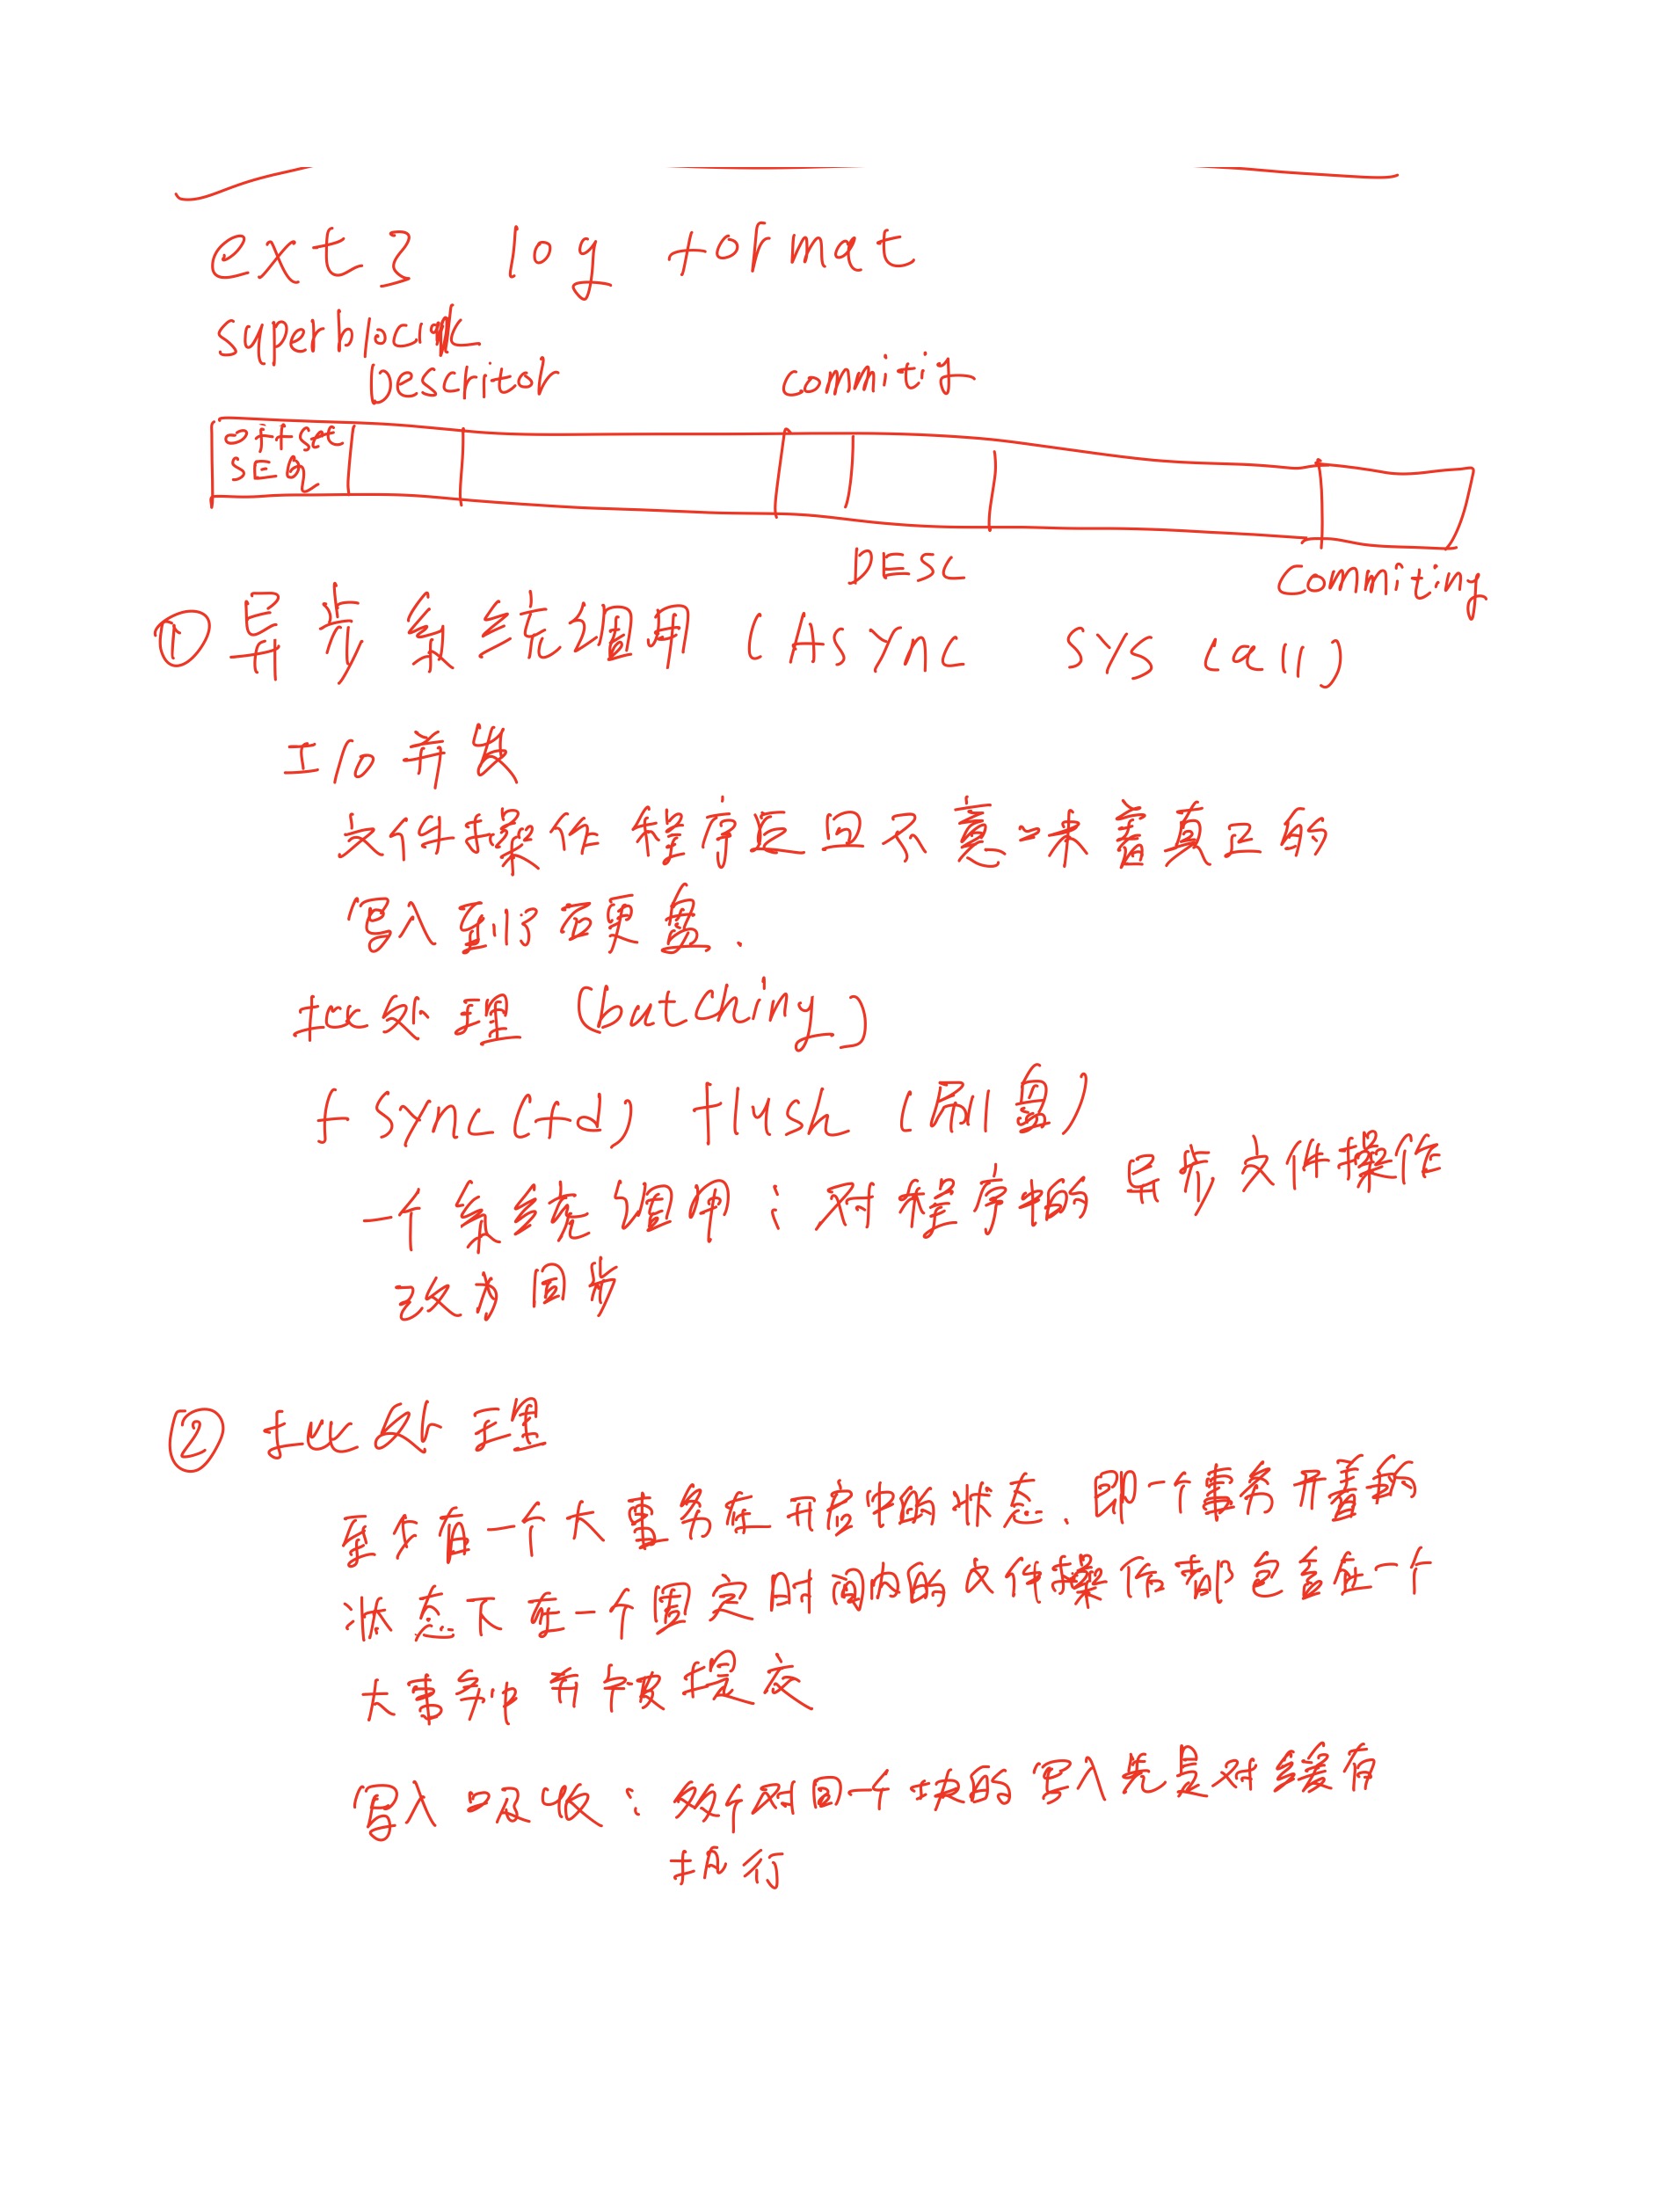 ext3 log format
superblock
Descritor
commitig
offset
SEQ
DESC
commiting
① 异步系统调用 (ASync sys call)
I/O 并发
文件操作程序返回不意味着真正的
写入到了硬盘.
批处理 (batching)
fsync(fd) flush (刷盘)
一个系统调用: 对程序中的异步文件操作
改为同步
② 批处理
至少有一个大事务在开启中的状态. 即一个事务开着的
状态下在一个固定时间内的文件操作都包含在一个
大事务中并被提交
写入吸收: 多个对同一个块的写入先是对缓存
执行